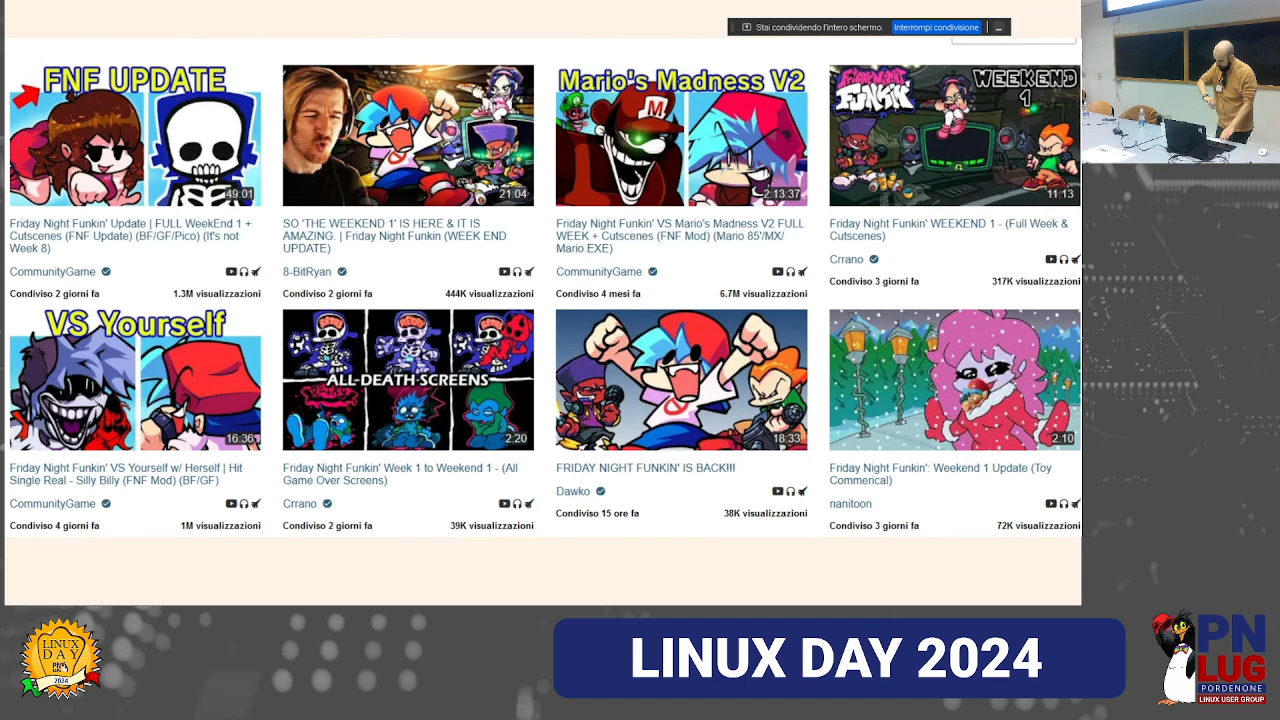 Stai condividendo l'intero schermo.
Interrompi condivisione
FNF UPDATE
49:01
21:04
Mario's Madness V2
M
2:13:37
FRIDAY NIGHT
FUNKIN'
WEEKEND
1
11:13
Friday Night Funkin' Update | FULL WeekEnd 1 +
Cutscenes (FNF Update) (BF/GF/Pico) (It's not
Week 8)
SO 'THE WEEKEND 1' IS HERE & IT IS
AMAZING. | Friday Night Funkin (WEEK END
UPDATE)
Friday Night Funkin' VS Mario's Madness V2 FULL
WEEK + Cutscenes (FNF Mod) (Mario 85'/MX/
Mario.EXE)
Friday Night Funkin' WEEKEND 1 - (Full Week &
Cutscenes)
CommunityGame
8-BitRyan
CommunityGame
Crrano
Condiviso 2 giorni fa
1.3M visualizzazioni
Condiviso 2 giorni fa
444K visualizzazioni
Condiviso 4 mesi fa
6.7M visualizzazioni
Condiviso 3 giorni fa
317K visualizzazioni
VS Yourself
16:36
ALL DEATH SCREENS
2:20
18:33
2:10
Friday Night Funkin' VS Yourself w/ Herself | Hit
Single Real - Silly Billy (FNF Mod) (BF/GF)
Friday Night Funkin' Week 1 to Weekend 1 - (All
Game Over Screens)
FRIDAY NIGHT FUNKIN' IS BACK!!!
Friday Night Funkin': Weekend 1 Update (Toy
Commerical)
CommunityGame
Crrano
Dawko
nanitoon
Condiviso 4 giorni fa
1M visualizzazioni
Condiviso 2 giorni fa
39K visualizzazioni
Condiviso 15 ore fa
38K visualizzazioni
Condiviso 3 giorni fa
72K visualizzazioni
LINUX
DAY
2024
LINUX DAY 2024
PN
LUG
PORDENONE
LINUX USER GROUP